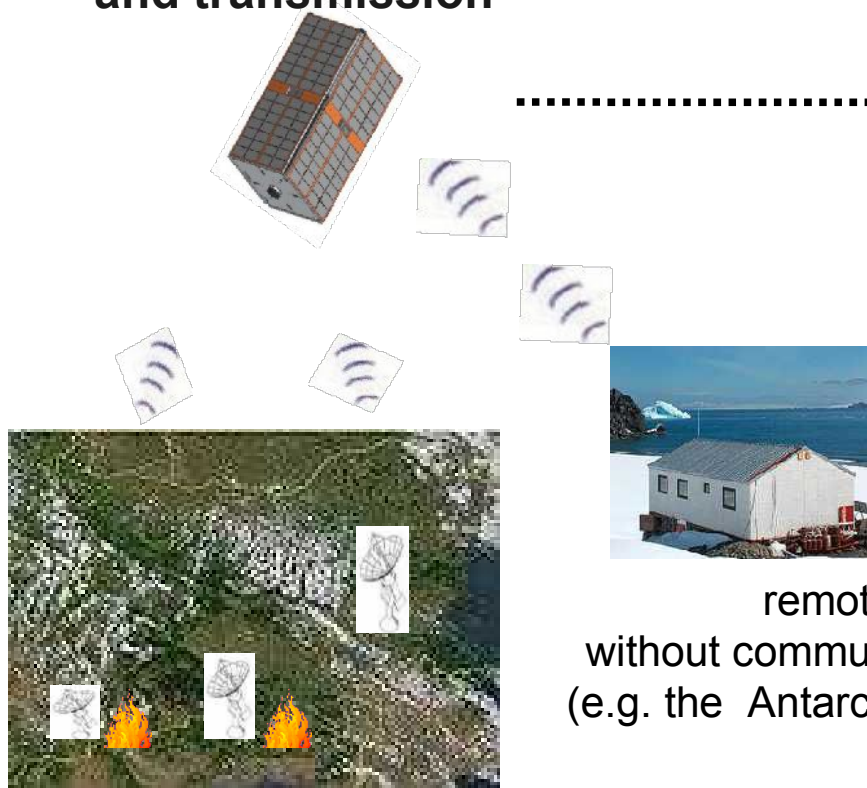 and transmission
remot
without commu
(e.g. the Antarc